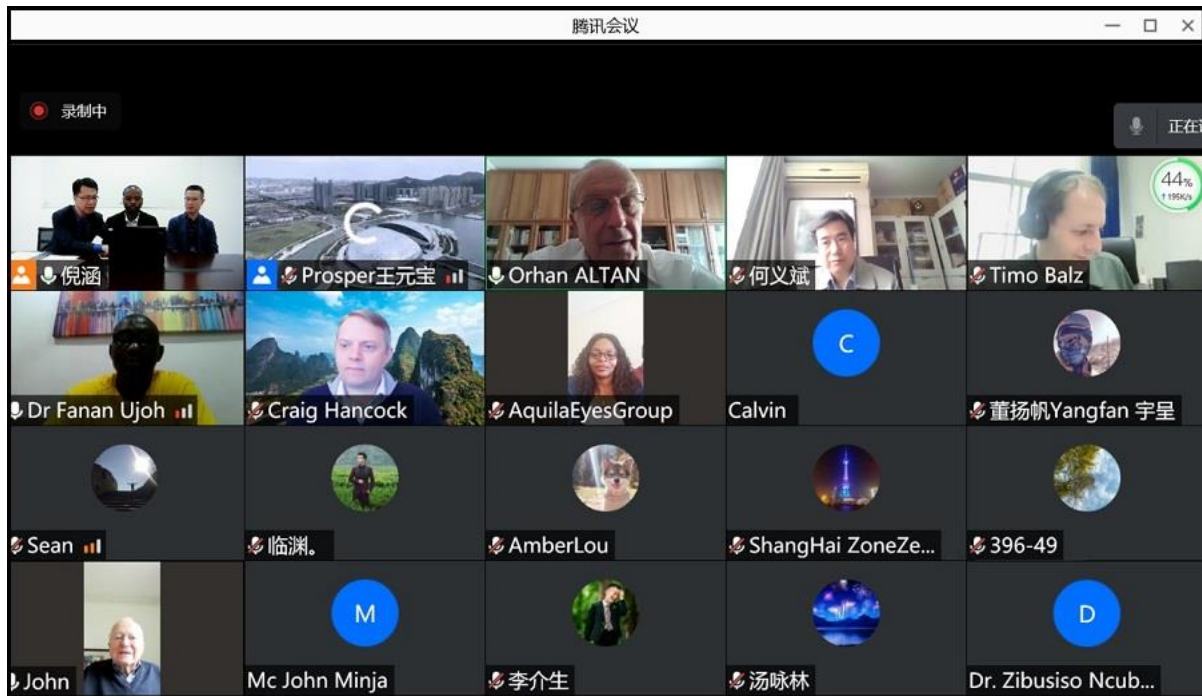 腾讯会议
录制中
正在
44%
↑ 195K/s
倪涵
Prosper王元宝
Orhan ALTAN
何义斌
Timo Balz
Dr Fanan Ujoh
Craig Hancock
AquilaEyesGroup
C
Calvin
董扬帆Yangfan 宇星
Sean
临渊。
AmberLou
ShangHai ZoneZe...
396-49
John
M
Mc John Minja
李介生
汤咏林
D
Dr. Zibusiso Ncub...